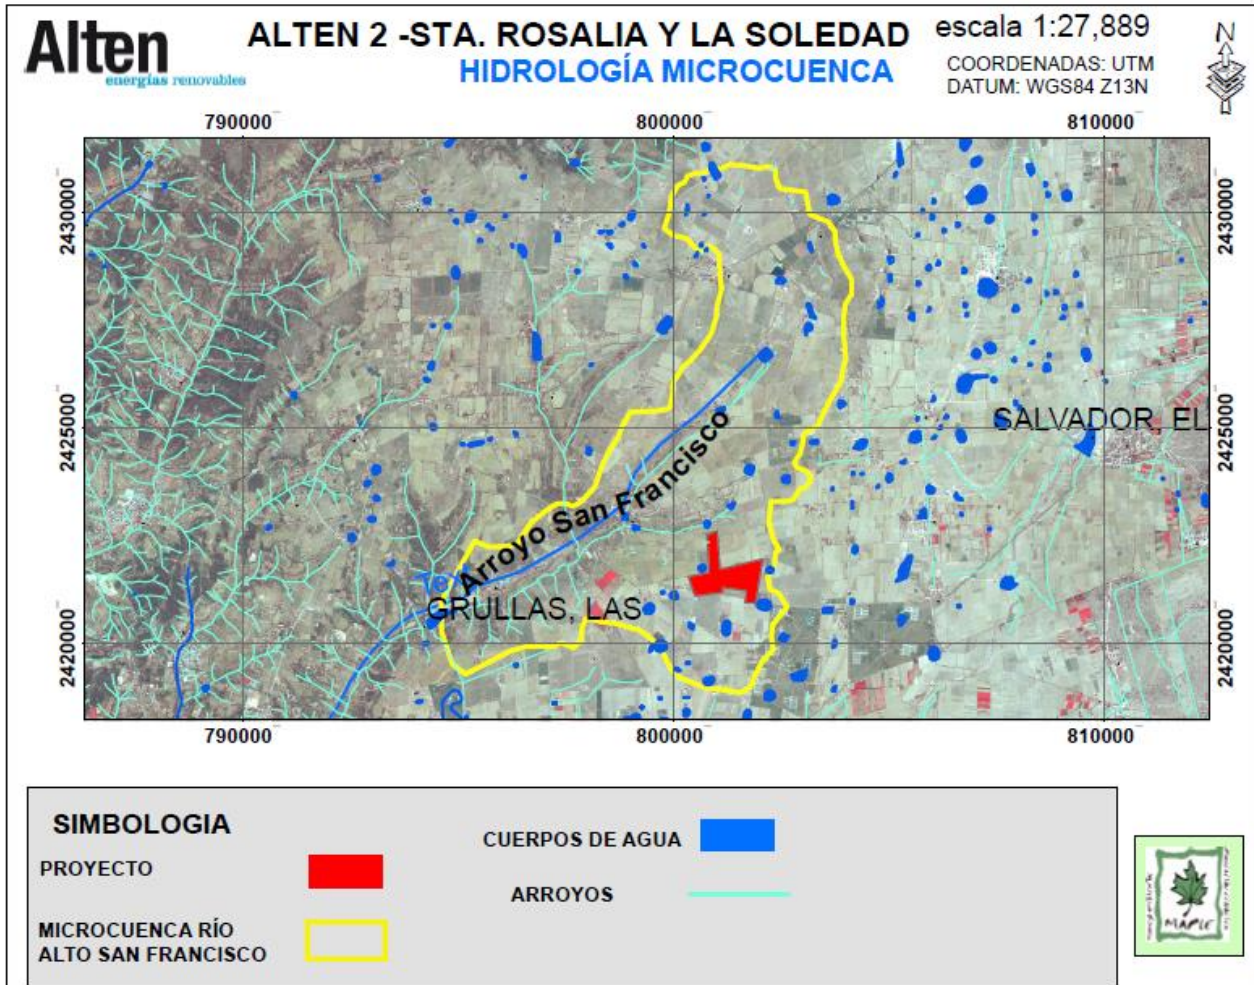 Alten
energías renovables
ALTEN 2 -STA. ROSALIA Y LA SOLEDAD
HIDROLOGÍA MICROCUENCA
escala 1:27,889
COORDENADAS: UTM
DATUM: WGS84 Z13N
N
790000
800000
810000
2430000
2430000
2425000
2425000
2420000
2420000
SALVADOR, EL
Arroyo San Francisco
GRULLAS, LAS
790000
800000
810000
SIMBOLOGIA
PROYECTO
MICROCUENCA RÍO
ALTO SAN FRANCISCO
CUERPOS DE AGUA
ARROYOS
MAPLE